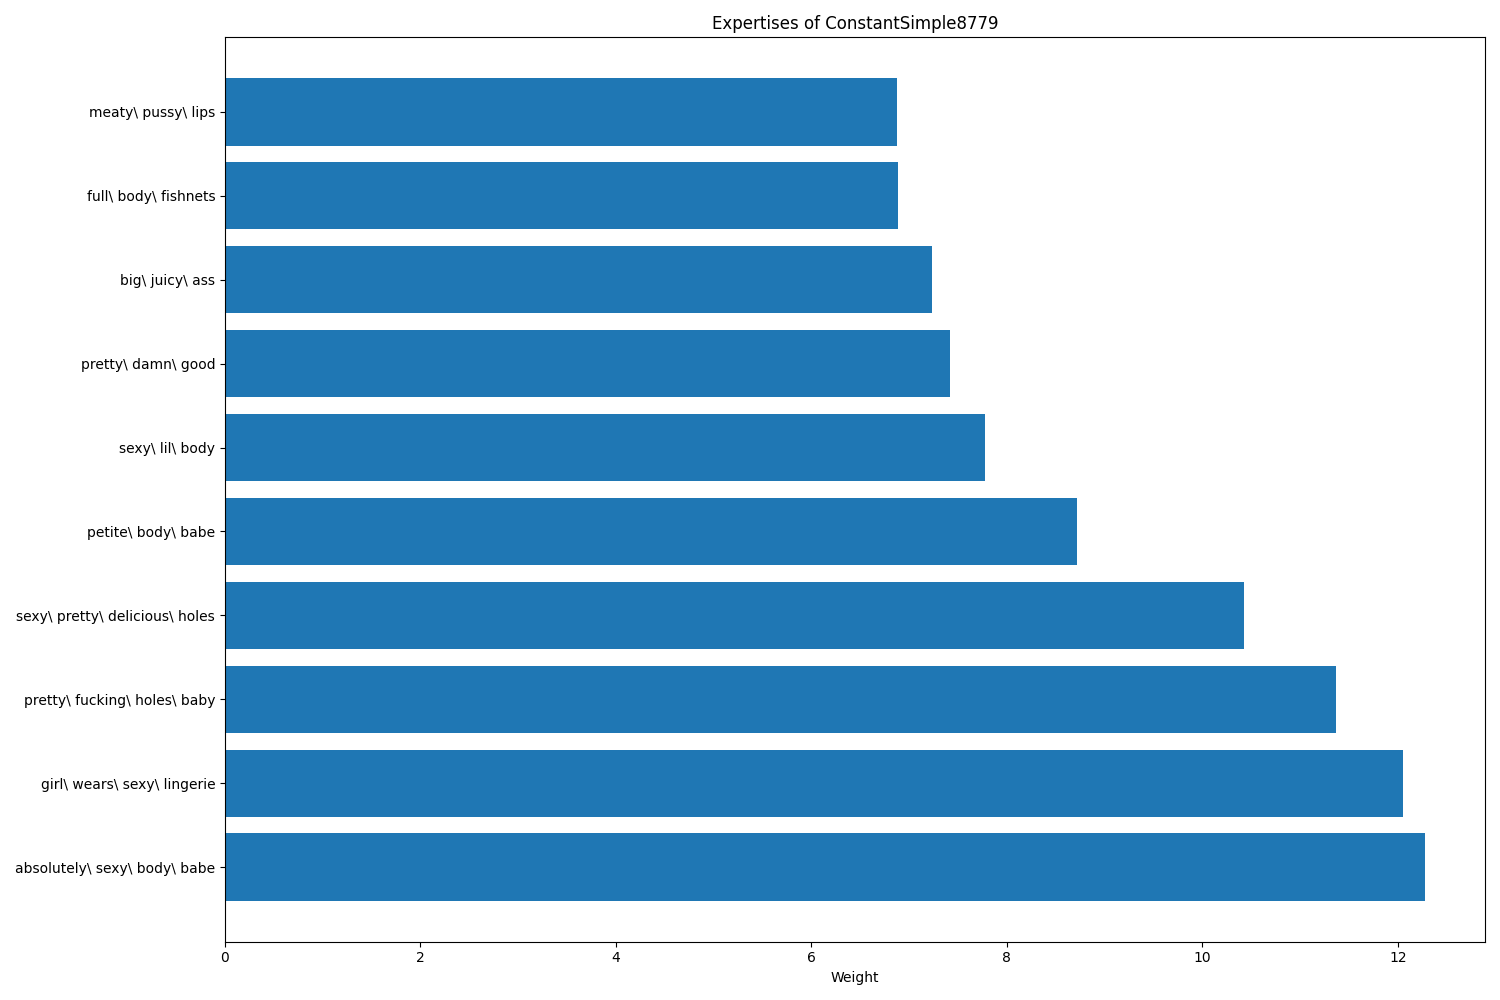 Expertises of ConstantSimple8779
meaty\ pussy\ lips
full\ body\ fishnets
big\ juicy\ ass
pretty\ damn\ good
sexy\ lil\ body
petite\ body\ babe
sexy\ pretty\ delicious\ holes
pretty\ fucking\ holes\ baby
girl\ wears\ sexy\ lingerie
absolutely\ sexy\ body\ babe
0 2 4 6 8 10 12
Weight